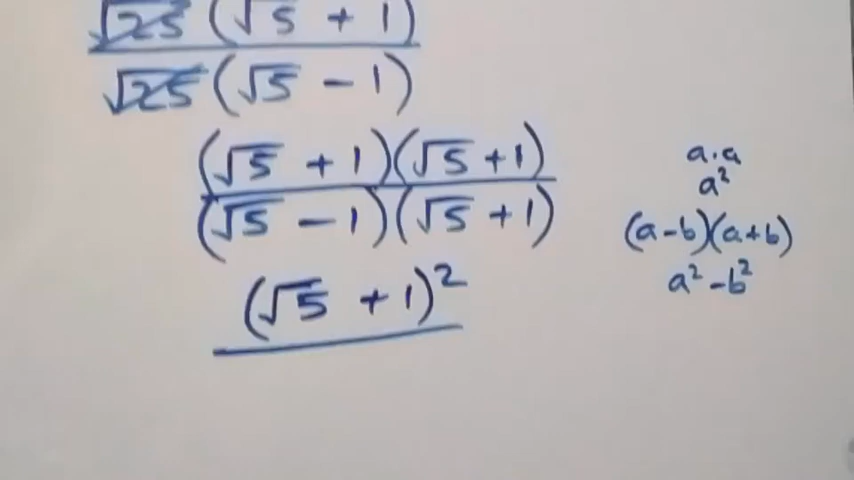 √25 (√5 + 1)
√25 (√5 - 1)
(√5 + 1)(√5 + 1)
(√5 - 1)(√5 + 1)
(√5 + 1)²
a.a
a²
(a-b)(a+b)
a² - b²